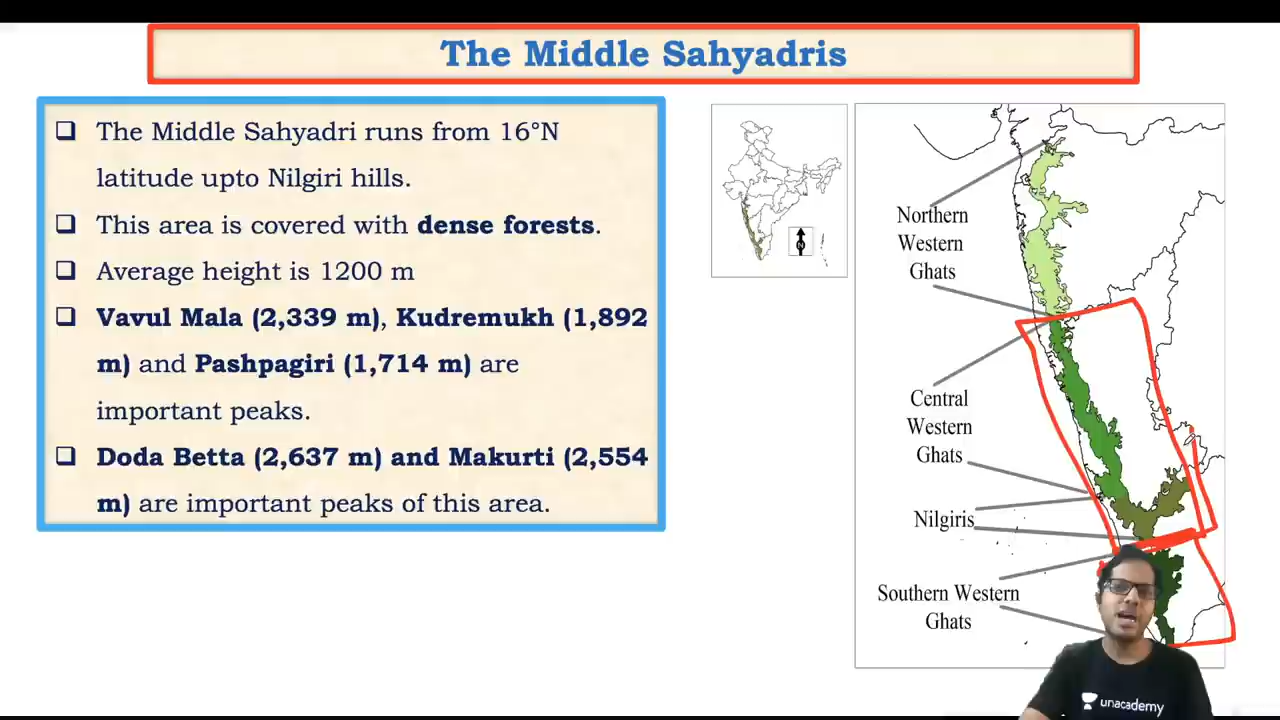 The Middle Sahyadris
❑ The Middle Sahyadri runs from 16°N
latitude upto Nilgiri hills.
❑ This area is covered with dense forests.
❑ Average height is 1200 m
❑ Vavul Mala (2,339 m), Kudremukh (1,892
m) and Pashpagiri (1,714 m) are
important peaks.
❑ Doda Betta (2,637 m) and Makurti (2,554
m) are important peaks of this area.
Northern
Western
Ghats
Central
Western
Ghats
Nilgiris
Southern Western
Ghats
unacademy